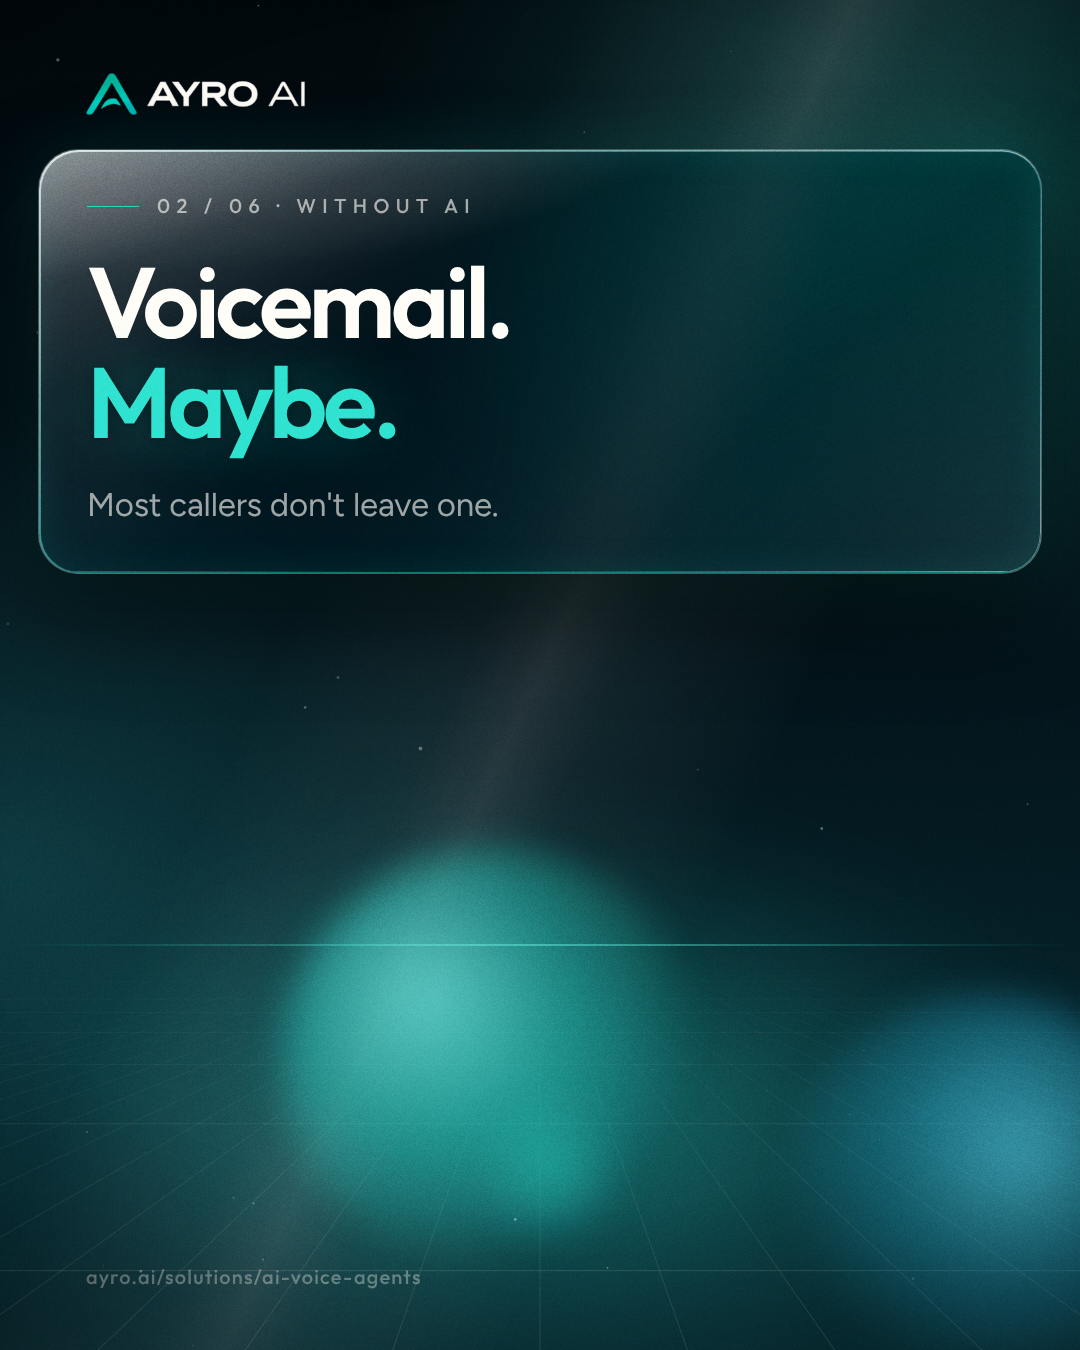 AYRO AI
02 / 06 · WITHOUT AI
Voicemail.
Maybe.
Most callers don't leave one.
ayro.ai/solutions/ai-voice-agents